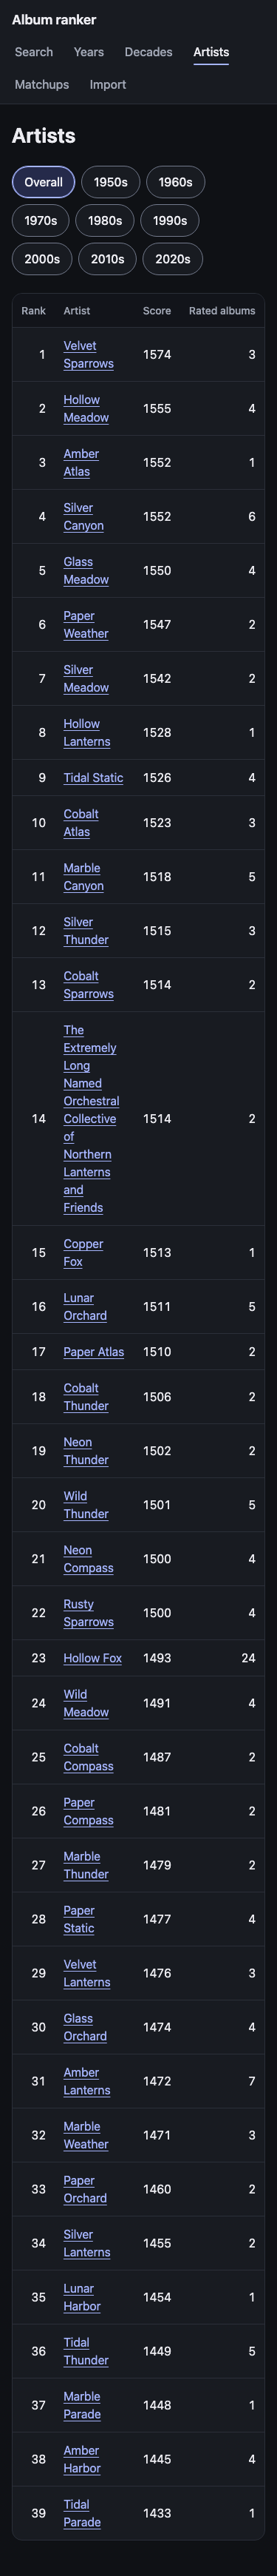 Album ranker
Search Years Decades Artists
Matchups Import
Artists
Overall 1950s 1960s
1970s 1980s 1990s
2000s 2010s 2020s
Rank Artist Score Rated albums
1 Velvet Sparrows 1574 3
2 Hollow Meadow 1555 4
3 Amber Atlas 1552 1
4 Silver Canyon 1552 6
5 Glass Meadow 1550 4
6 Paper Weather 1547 2
7 Silver Meadow 1542 2
8 Hollow Lanterns 1528 1
9 Tidal Static 1526 4
10 Cobalt Atlas 1523 3
11 Marble Canyon 1518 5
12 Silver Thunder 1515 3
13 Cobalt Sparrows 1514 2
14 The Extremely Long Named Orchestral Collective of Northern Lanterns and Friends 1514 2
15 Copper Fox 1513 1
16 Lunar Orchard 1511 5
17 Paper Atlas 1510 2
18 Cobalt Thunder 1506 2
19 Neon Thunder 1502 2
20 Wild Thunder 1501 5
21 Neon Compass 1500 4
22 Rusty Sparrows 1500 4
23 Hollow Fox 1493 24
24 Wild Meadow 1491 4
25 Cobalt Compass 1487 2
26 Paper Compass 1481 2
27 Marble Thunder 1479 2
28 Paper Static 1477 4
29 Velvet Lanterns 1476 3
30 Glass Orchard 1474 4
31 Amber Lanterns 1472 7
32 Marble Weather 1471 3
33 Paper Orchard 1460 2
34 Silver Lanterns 1455 2
35 Lunar Harbor 1454 1
36 Tidal Thunder 1449 5
37 Marble Parade 1448 1
38 Amber Harbor 1445 4
39 Tidal Parade 1433 1